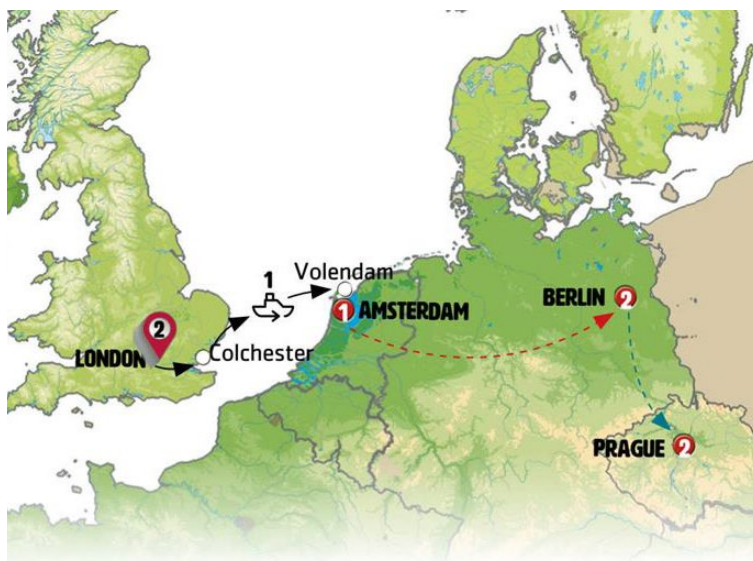 1
Volendam
1 AMSTERDAM
BERLIN 2
2
LONDON
Colchester
PRAGUE 2